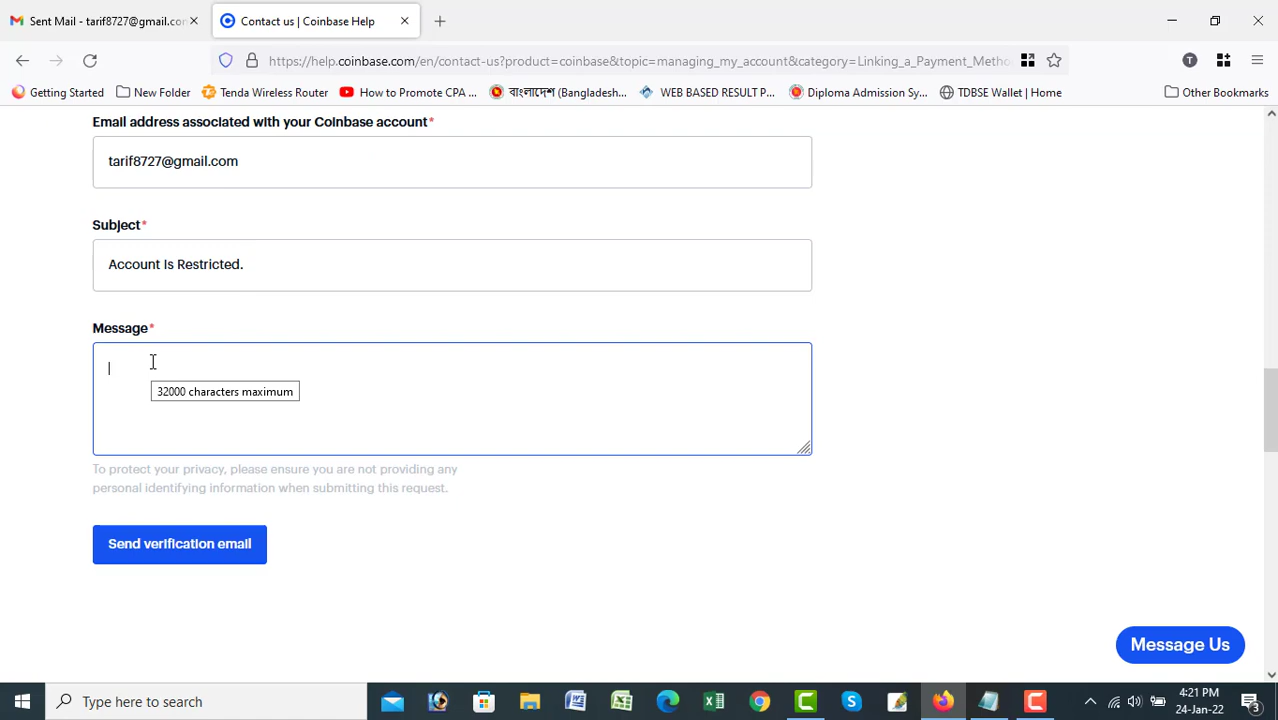 Sent Mail - tarif8727@gmail.co
Contact us | Coinbase Help
https://help.coinbase.com/en/contact-us?product=coinbase&topic=managing_my_account&category=Linking_a_Payment_Metho
T
Getting Started
New Folder
Tenda Wireless Router
How to Promote CPA ...
বাংলাদেশ (Bangladesh...
WEB BASED RESULT P...
Diploma Admission Sy...
TDBSE Wallet | Home
Other Bookmarks
Email address associated with your Coinbase account*
tarif8727@gmail.com
Subject*
Account Is Restricted.
Message*
32000 characters maximum
To protect your privacy, please ensure you are not providing any
personal identifying information when submitting this request.
Send verification email
Message Us
Type here to search
4:21 PM
24-Jan-22
3